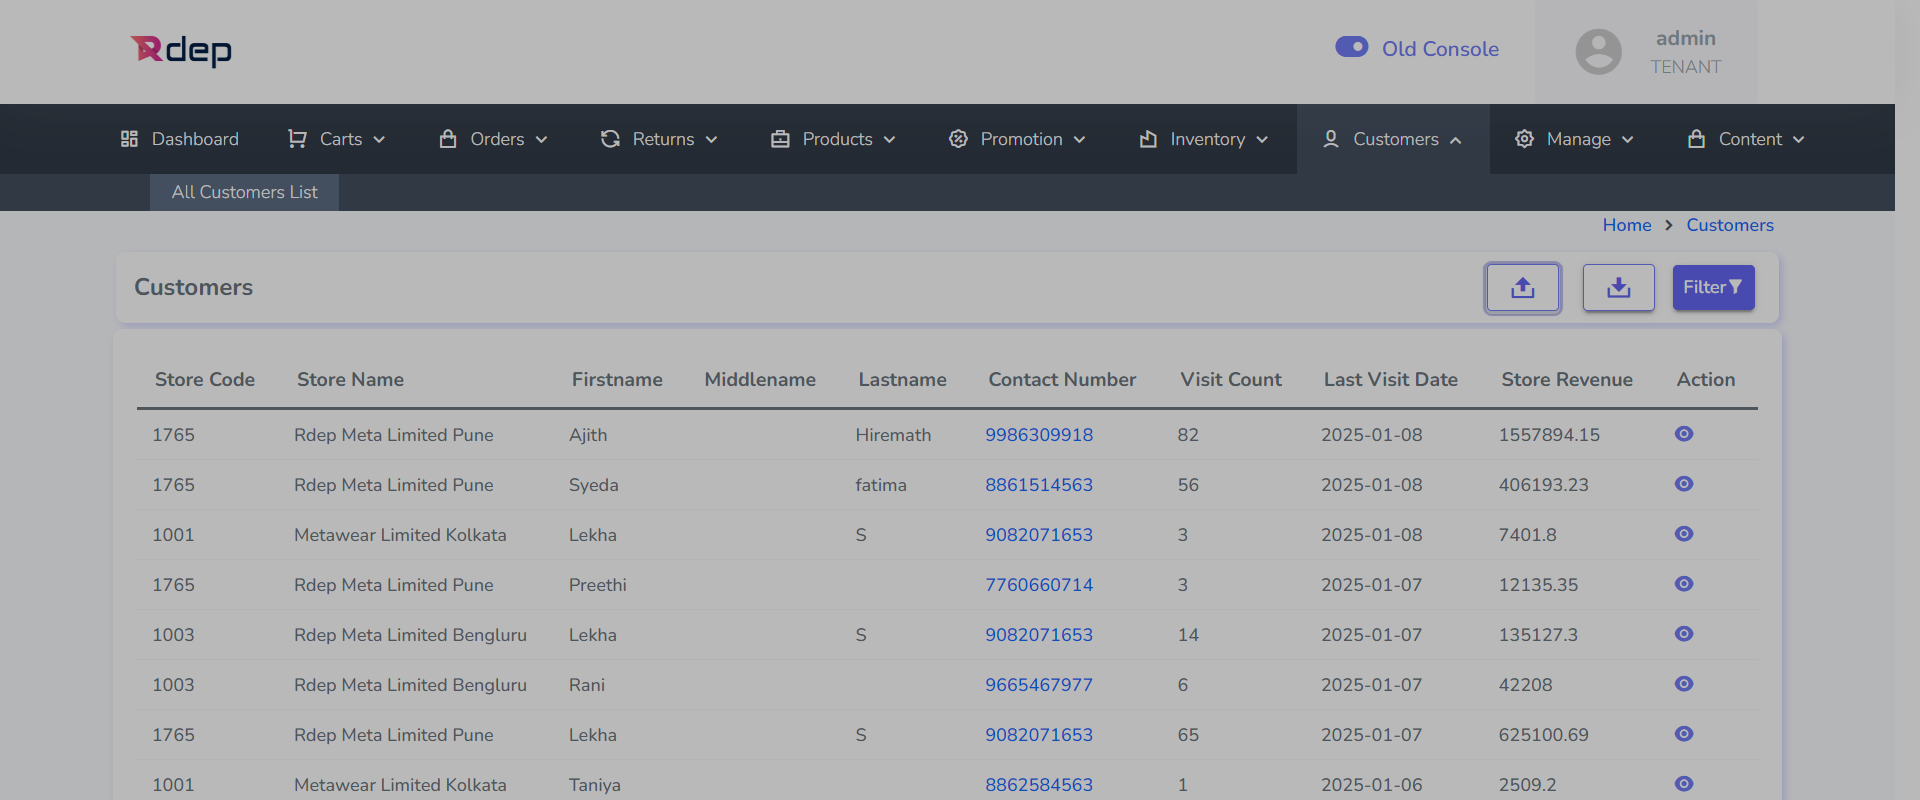 Rdep
Old Console
admin
TENANT
Dashboard Carts Orders Returns Products Promotion Inventory Customers Manage Content
All Customers List
Home > Customers
Customers
Filter
Store Code Store Name Firstname Middlename Lastname Contact Number Visit Count Last Visit Date Store Revenue Action
1765 Rdep Meta Limited Pune Ajith Hiremath 9986309918 82 2025-01-08 1557894.15
1765 Rdep Meta Limited Pune Syeda fatima 8861514563 56 2025-01-08 406193.23
1001 Metawear Limited Kolkata Lekha S 9082071653 3 2025-01-08 7401.8
1765 Rdep Meta Limited Pune Preethi 7760660714 3 2025-01-07 12135.35
1003 Rdep Meta Limited Bengluru Lekha S 9082071653 14 2025-01-07 135127.3
1003 Rdep Meta Limited Bengluru Rani 9665467977 6 2025-01-07 42208
1765 Rdep Meta Limited Pune Lekha S 9082071653 65 2025-01-07 625100.69
1001 Metawear Limited Kolkata Taniya 8862584563 1 2025-01-06 2509.2